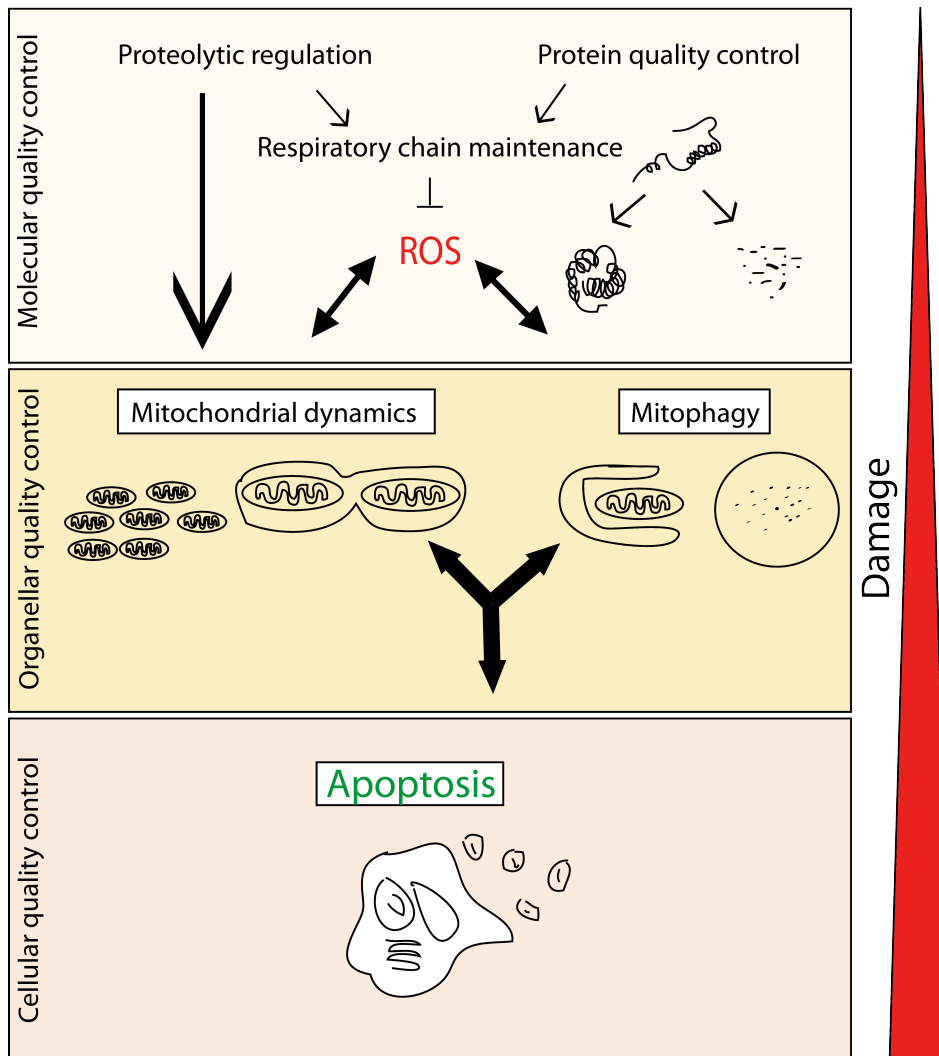 Molecular quality control
Proteolytic regulation
Protein quality control
Respiratory chain maintenance
ROS
Organellar quality control
Mitochondrial dynamics
Mitophagy
Damage
Cellular quality control
Apoptosis